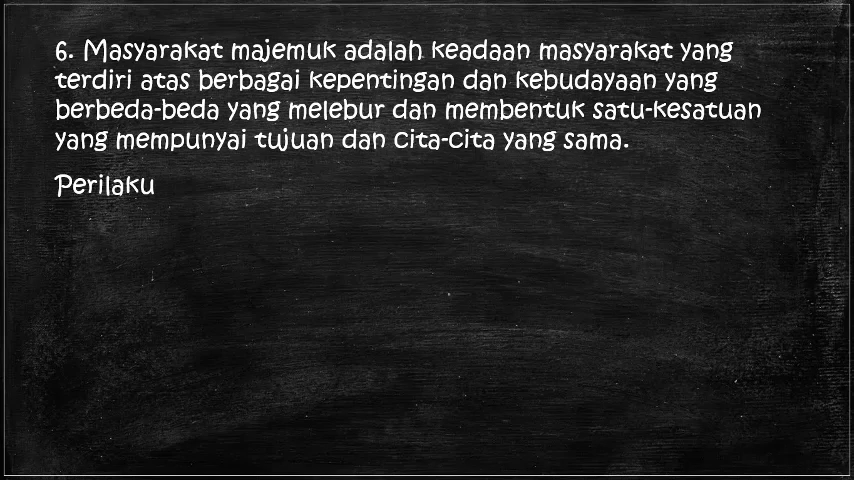 6. Masyarakat majemuk adalah keadaan masyarakat yang
terdiri atas berbagai kepentingan dan kebudayaan yang
berbeda-beda yang melebur dan membentuk satu-kesatuan
yang mempunyai tujuan dan cita-cita yang sama.
Perilaku